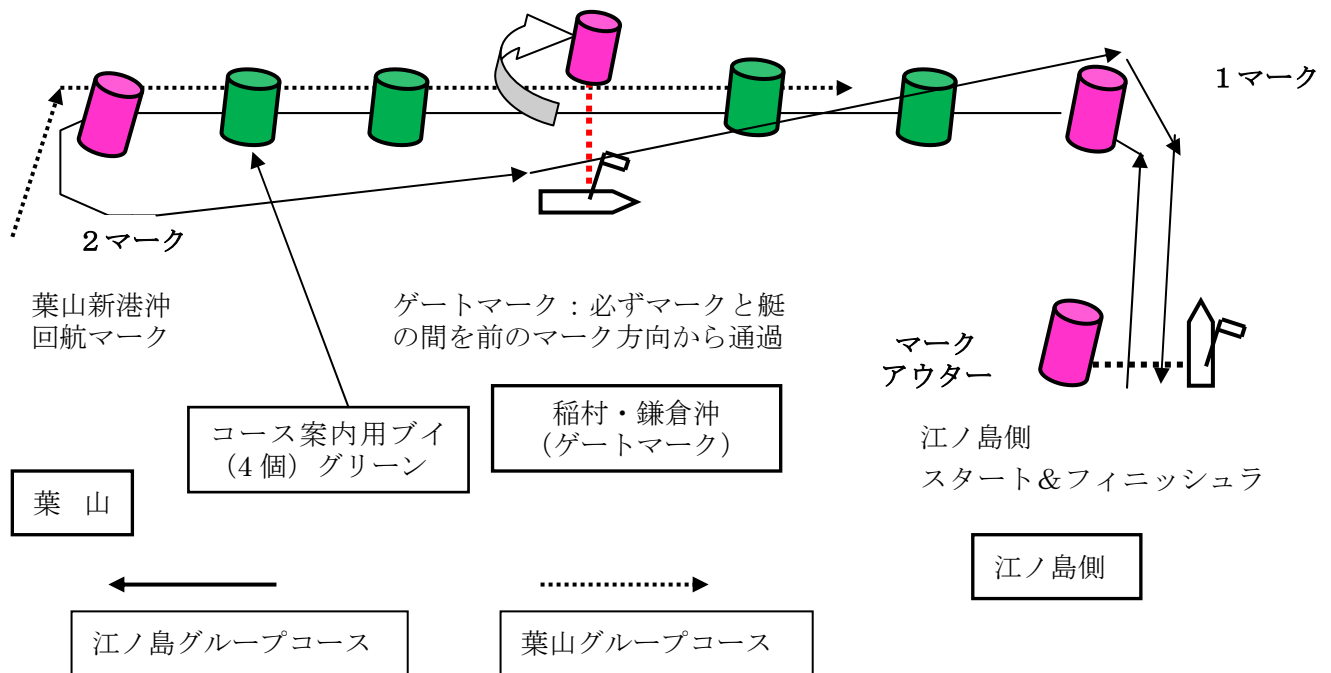 1マーク
2マーク
葉山新港沖
回航マーク
ゲートマーク：必ずマークと艇
の間を前のマーク方向から通過
マーク
アウター
コース案内用ブイ
（4個）グリーン
稲村・鎌倉沖
（ゲートマーク）
江ノ島側
スタート＆フィニッシュラ
葉 山
江ノ島側
江ノ島グループコース
葉山グループコース